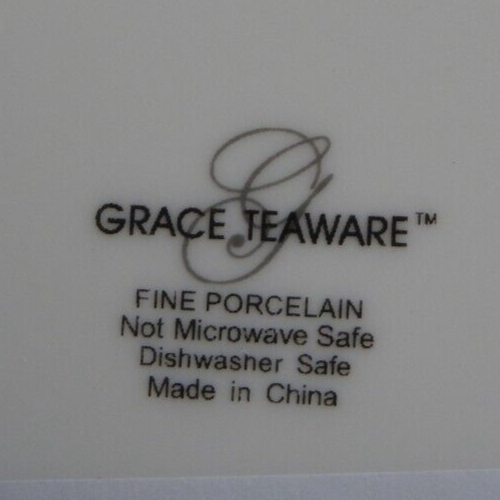 G
GRACE TEAWARE™
FINE PORCELAIN
Not Microwave Safe
Dishwasher Safe
Made in China